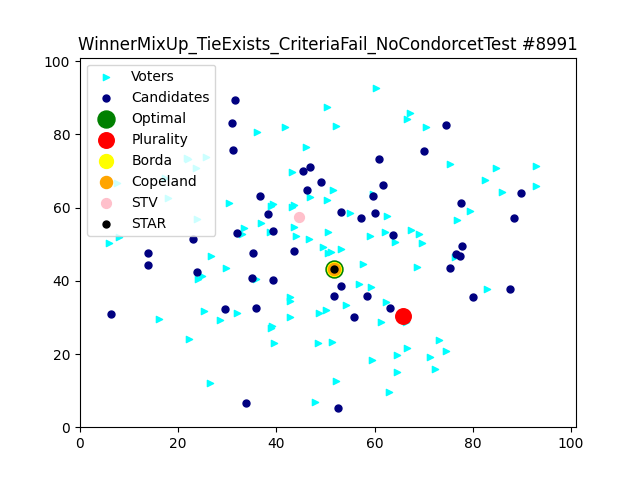 WinnerMixUp_TieExists_CriteriaFail_NoCondorcetTest #8991
100
80
60
40
20
0
Voters
Candidates
Optimal
Plurality
Borda
Copeland
STV
STAR
0 20 40 60 80 100